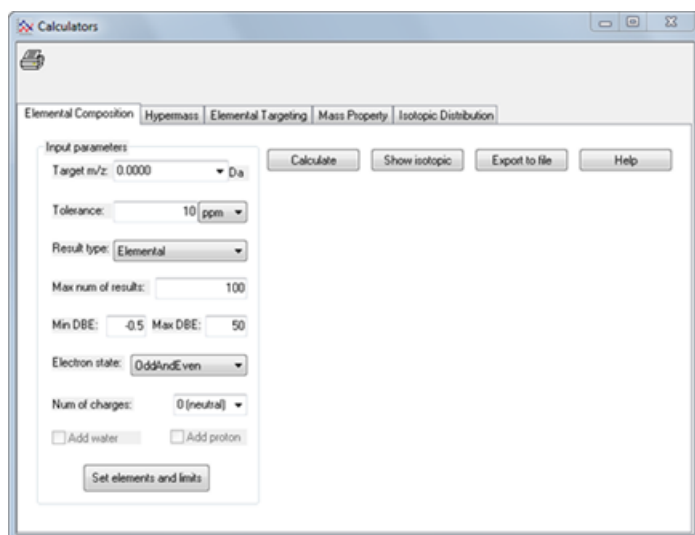 Calculators
Elemental Composition Hypermass Elemental Targeting Mass Property Isotopic Distribution
Input parameters
Target m/z: 0.0000 Da
Calculate Show isotopic Export to file Help
Tolerance: 10 ppm
Result type: Elemental
Max num of results: 100
Min DBE: -0.5 Max DBE: 50
Electron state: OddAndEven
Num of charges: 0 (neutral)
Add water Add proton
Set elements and limits